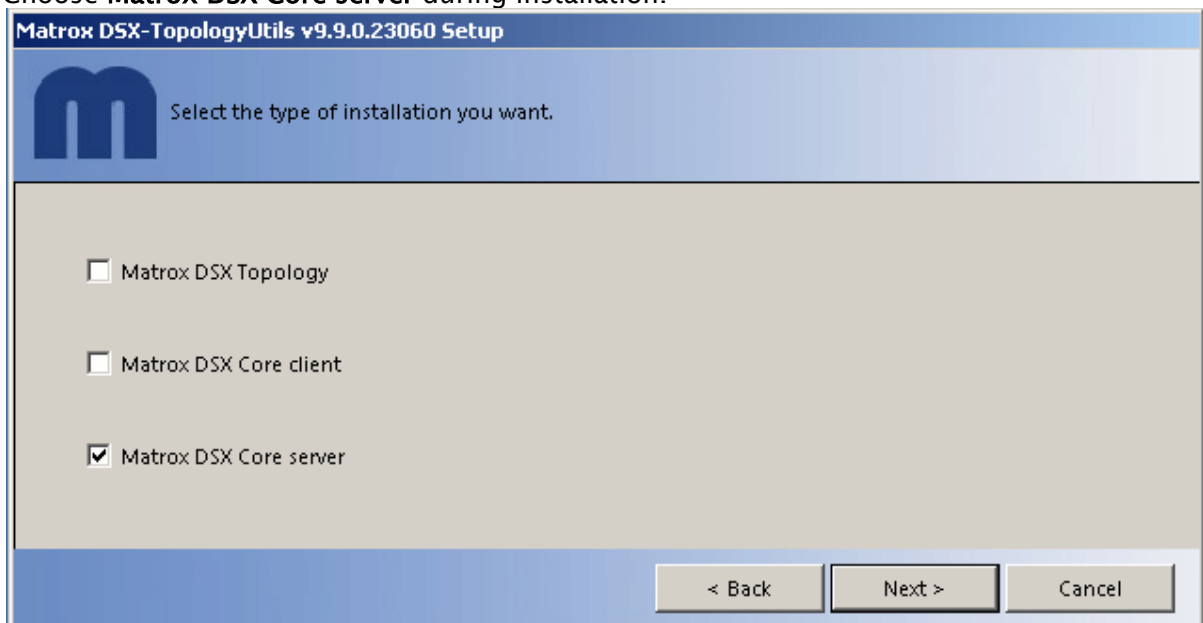 Choose Matrox DSX Core server during installation.
Matrox DSX-TopologyUtils v9.9.0.23060 Setup
Select the type of installation you want.
Matrox DSX Topology
Matrox DSX Core client
Matrox DSX Core server
< Back Next > Cancel